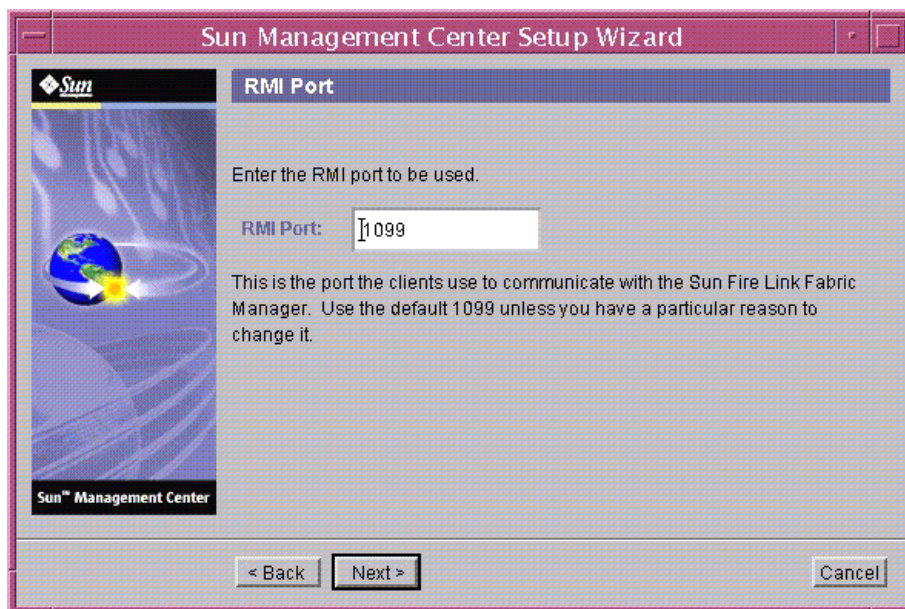 Sun Management Center Setup Wizard
Sun
RMI Port
Enter the RMI port to be used.
RMI Port: 1099
This is the port the clients use to communicate with the Sun Fire Link Fabric
Manager. Use the default 1099 unless you have a particular reason to
change it.
Sun™ Management Center
< Back Next > Cancel